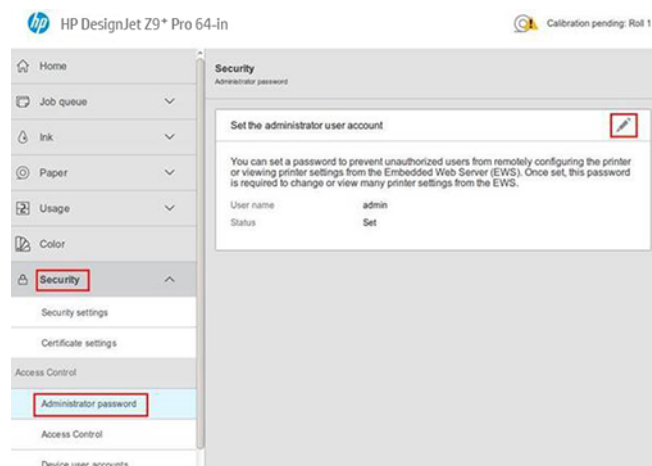 hp HP DesignJet Z9⁺ Pro 64-in
Calibration pending: Roll 1
Home
Job queue
Ink
Paper
Usage
Color
Security
Security settings
Certificate settings
Access Control
Administrator password
Access Control
Device user accounts
Security
Administrator password
Set the administrator user account
You can set a password to prevent unauthorized users from remotely configuring the printer
or viewing printer settings from the Embedded Web Server (EWS). Once set, this password
is required to change or view many printer settings from the EWS.
User name admin
Status Set